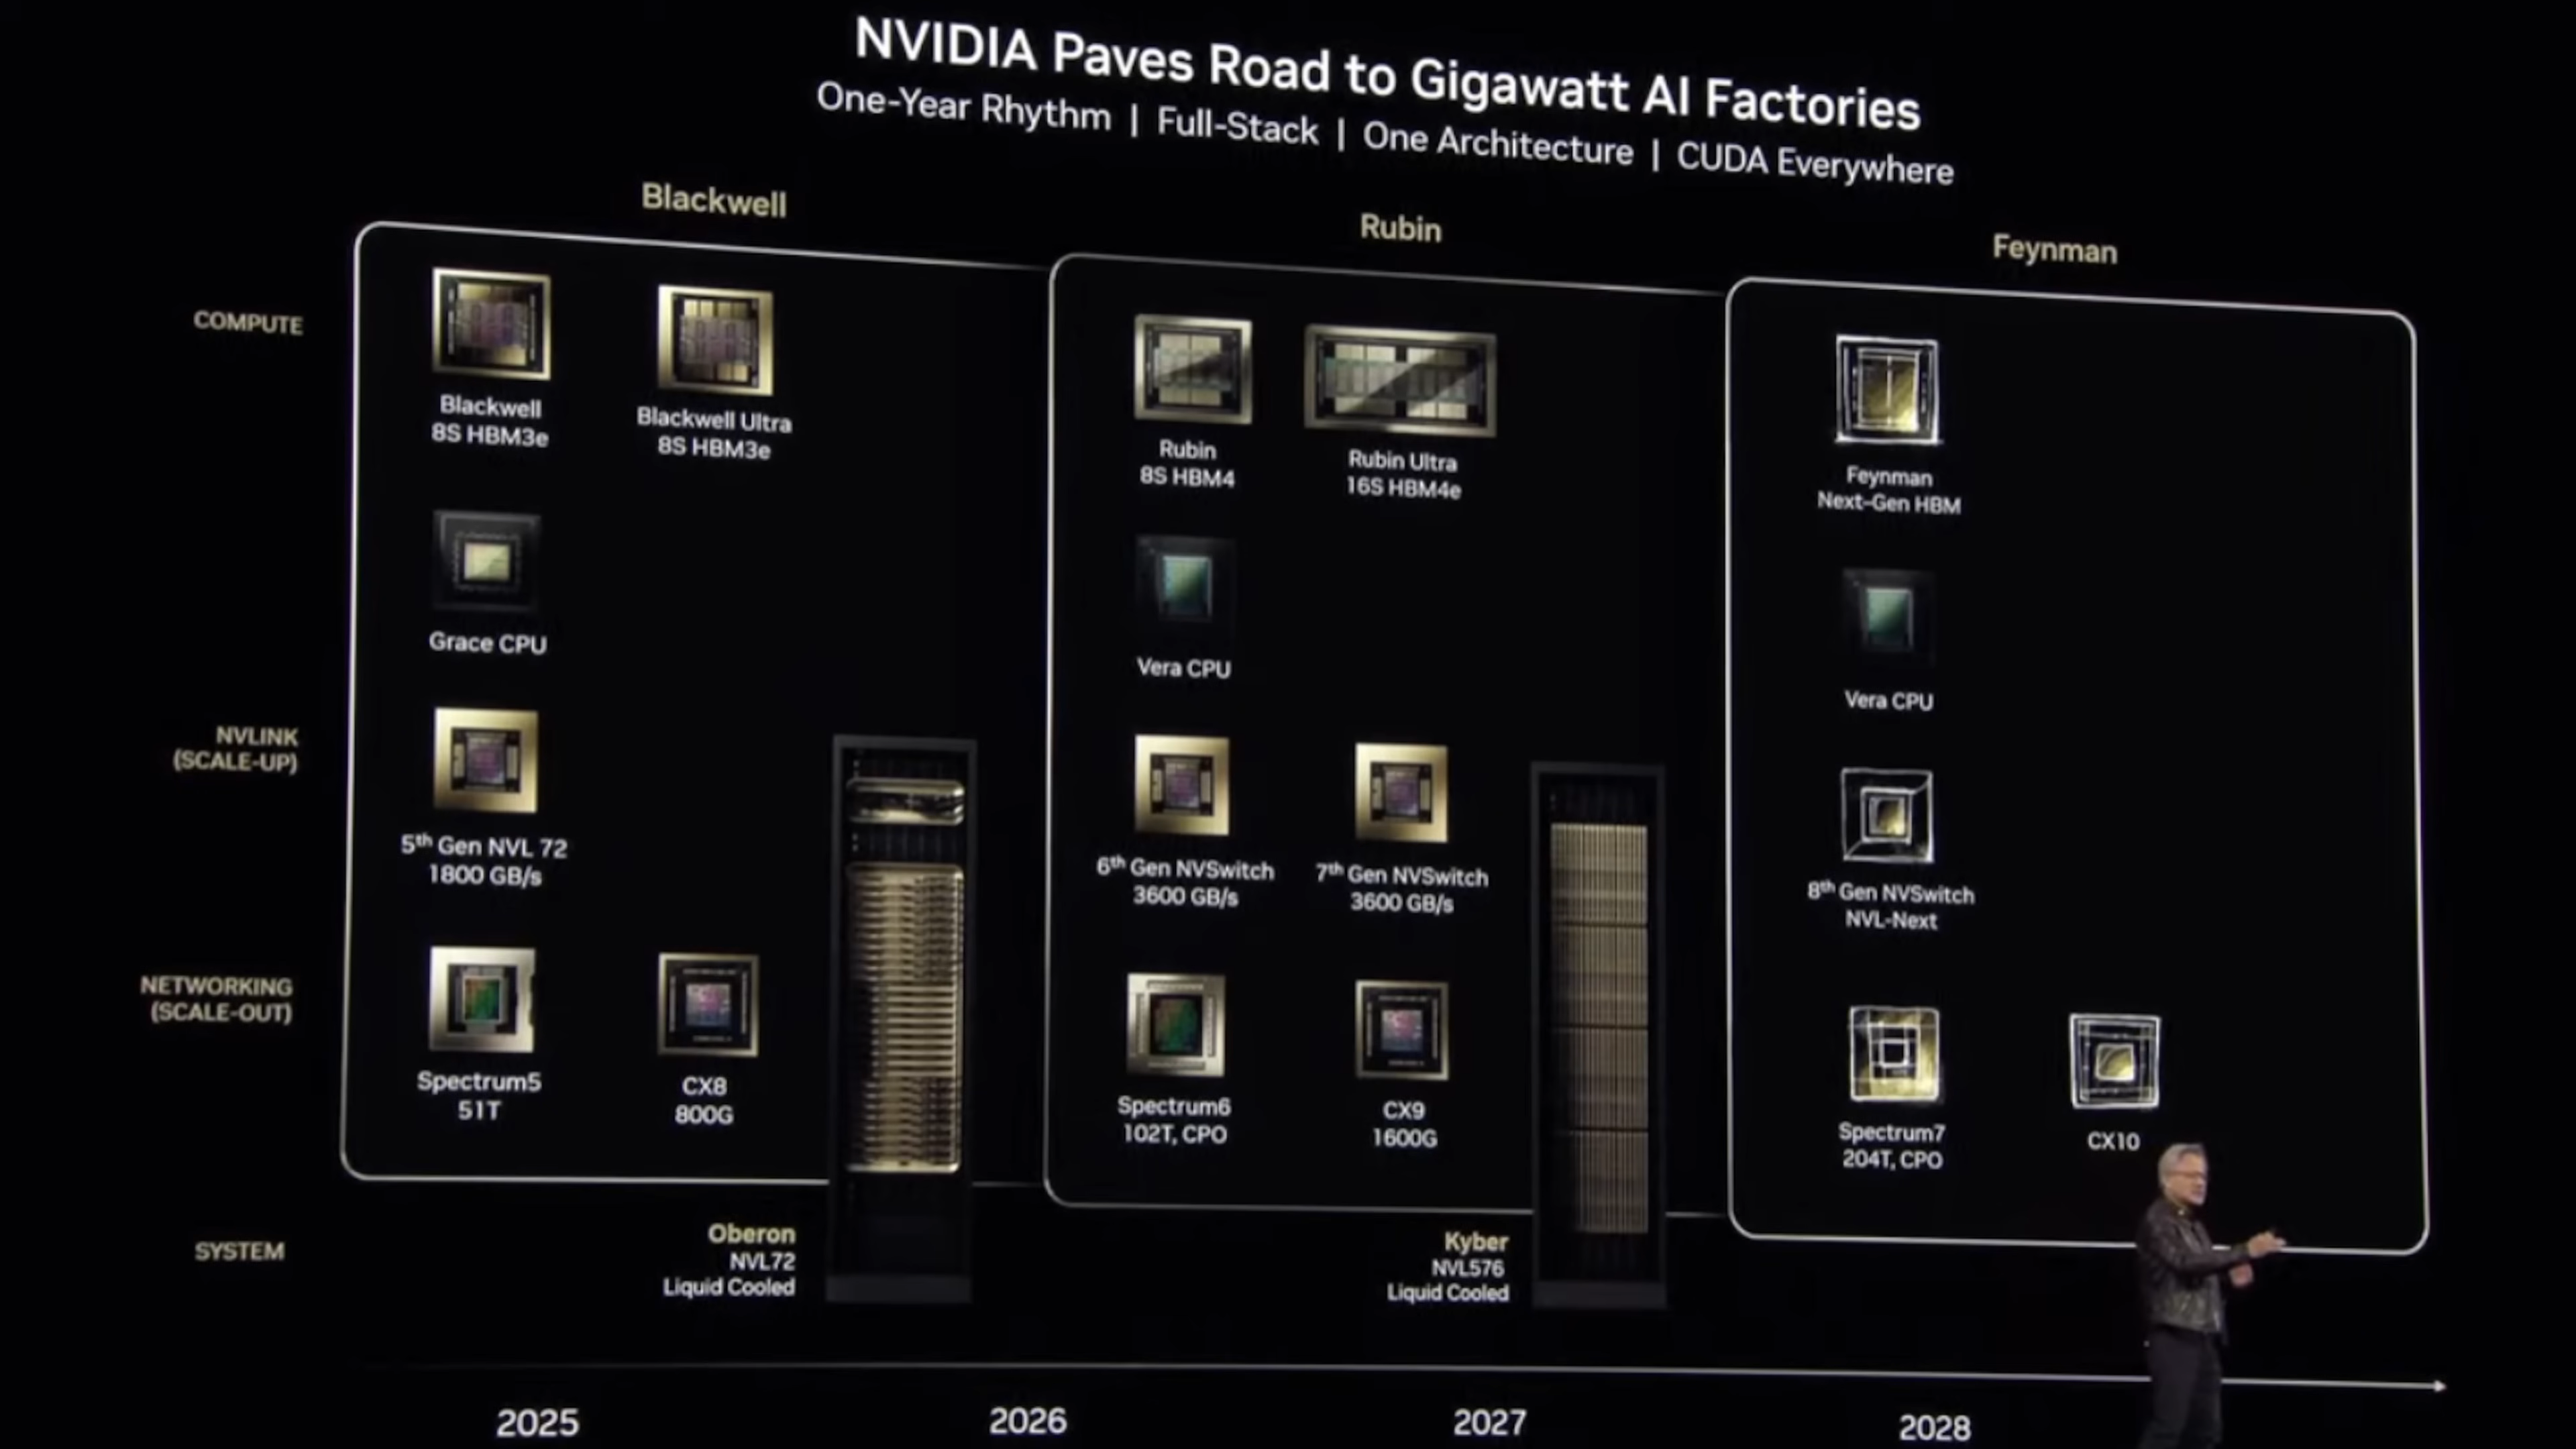 NVIDIA Paves Road to Gigawatt AI Factories
One-Year Rhythm | Full-Stack | One Architecture | CUDA Everywhere
Blackwell
Rubin
Feynman
COMPUTE
Blackwell
8S HBM3e
Blackwell Ultra
8S HBM3e
Rubin
8S HBM4
Rubin Ultra
16S HBM4e
Feynman
Next-Gen HBM
Grace CPU
Vera CPU
Vera CPU
NVLINK
(SCALE-UP)
5th Gen NVL 72
1800 GB/s
6th Gen NVSwitch
3600 GB/s
7th Gen NVSwitch
3600 GB/s
8th Gen NVSwitch
NVL-Next
NETWORKING
(SCALE-OUT)
Spectrum5
51T
CX8
800G
Spectrum6
102T, CPO
CX9
1600G
Spectrum7
204T, CPO
CX10
SYSTEM
Oberon
NVL72
Liquid Cooled
Kyber
NVL576
Liquid Cooled
2025
2026
2027
2028